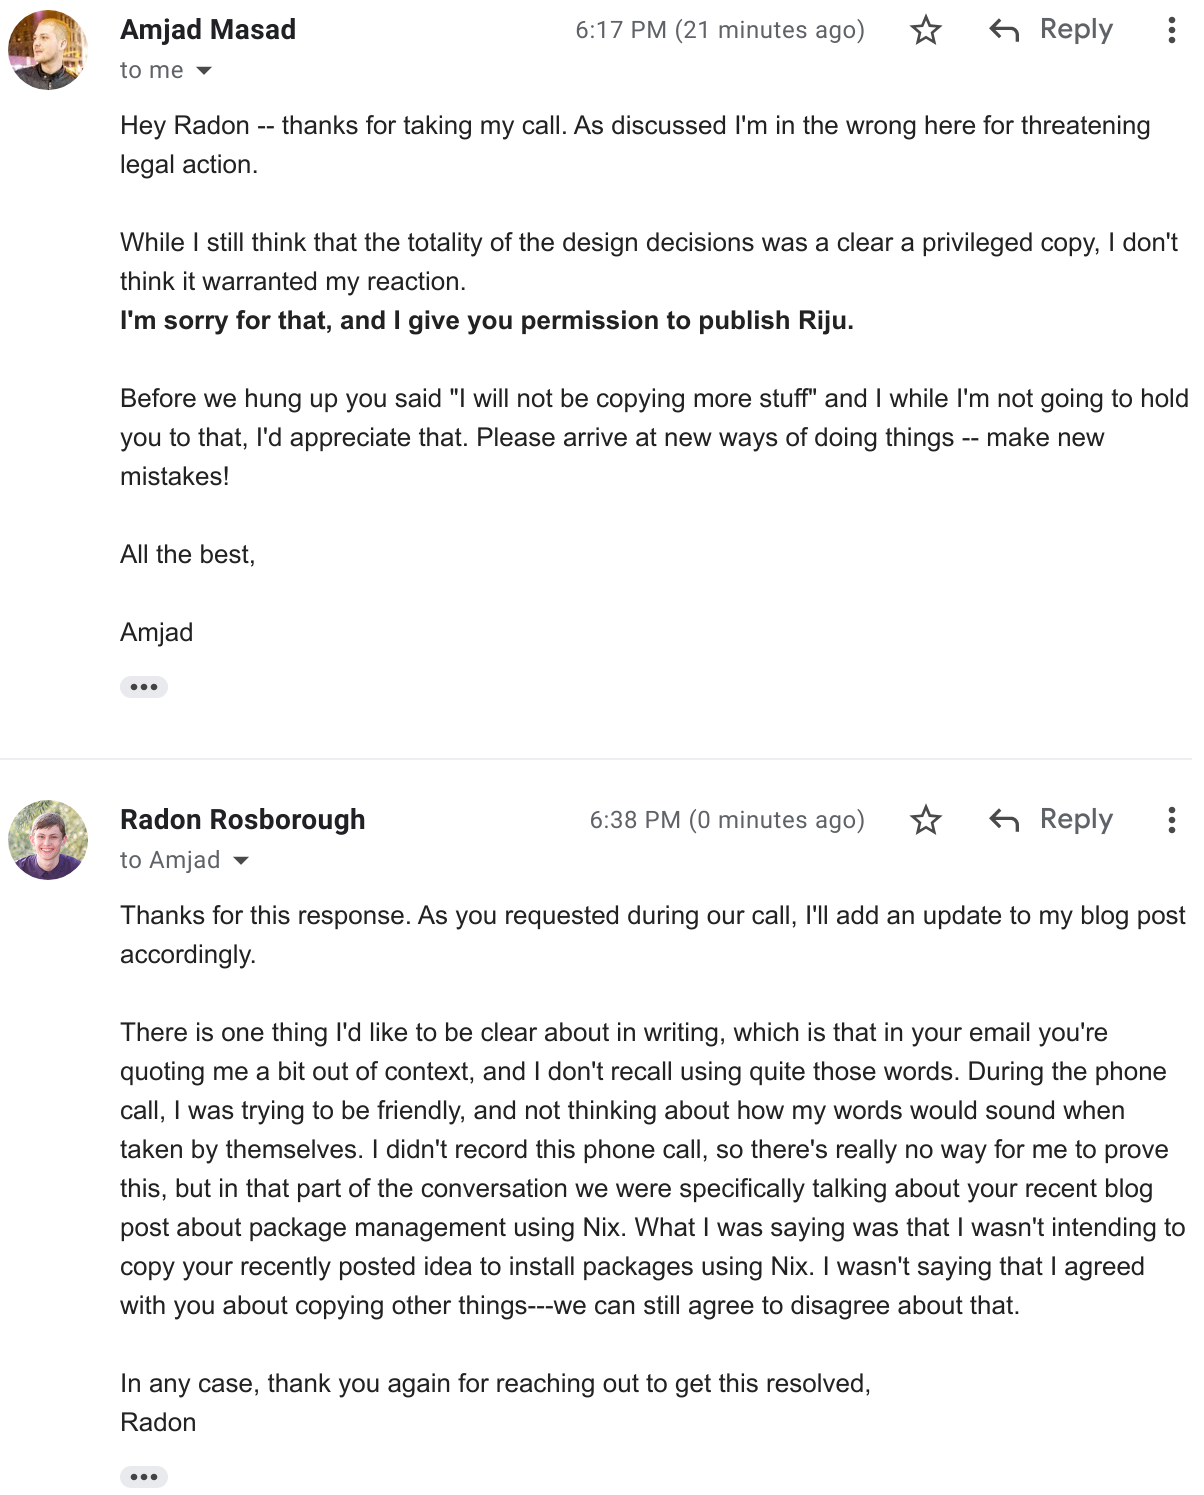 Amjad Masad 6:17 PM (21 minutes ago) Reply
to me
Hey Radon -- thanks for taking my call. As discussed I'm in the wrong here for threatening
legal action.
While I still think that the totality of the design decisions was a clear a privileged copy, I don't
think it warranted my reaction.
I'm sorry for that, and I give you permission to publish Riju.
Before we hung up you said "I will not be copying more stuff" and I while I'm not going to hold
you to that, I'd appreciate that. Please arrive at new ways of doing things -- make new
mistakes!
All the best,
Amjad
Radon Rosborough 6:38 PM (0 minutes ago) Reply
to Amjad
Thanks for this response. As you requested during our call, I'll add an update to my blog post
accordingly.
There is one thing I'd like to be clear about in writing, which is that in your email you're
quoting me a bit out of context, and I don't recall using quite those words. During the phone
call, I was trying to be friendly, and not thinking about how my words would sound when
taken by themselves. I didn't record this phone call, so there's really no way for me to prove
this, but in that part of the conversation we were specifically talking about your recent blog
post about package management using Nix. What I was saying was that I wasn't intending to
copy your recently posted idea to install packages using Nix. I wasn't saying that I agreed
with you about copying other things---we can still agree to disagree about that.
In any case, thank you again for reaching out to get this resolved,
Radon